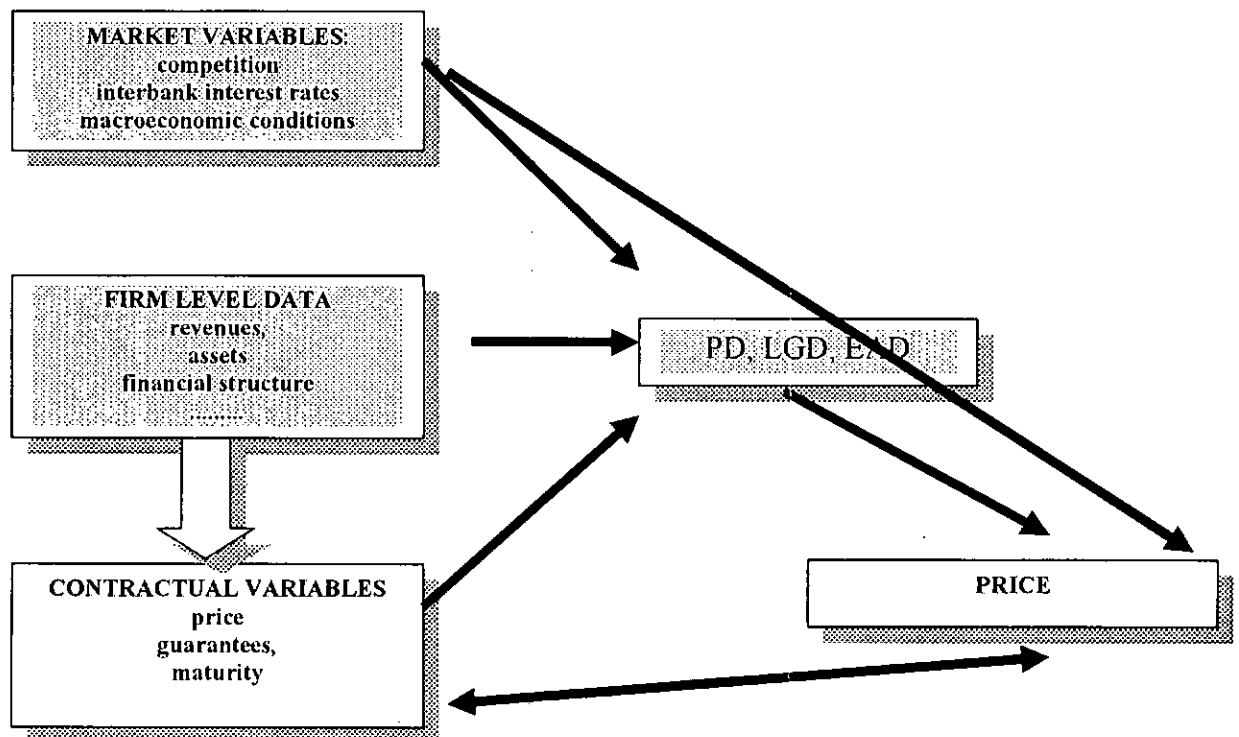 MARKET VARIABLES:
competition
interbank interest rates
macroeconomic conditions
FIRM LEVEL DATA
revenues,
assets
financial structure
.........
PD, LGD, EAD
CONTRACTUAL VARIABLES
price
guarantees,
maturity
PRICE